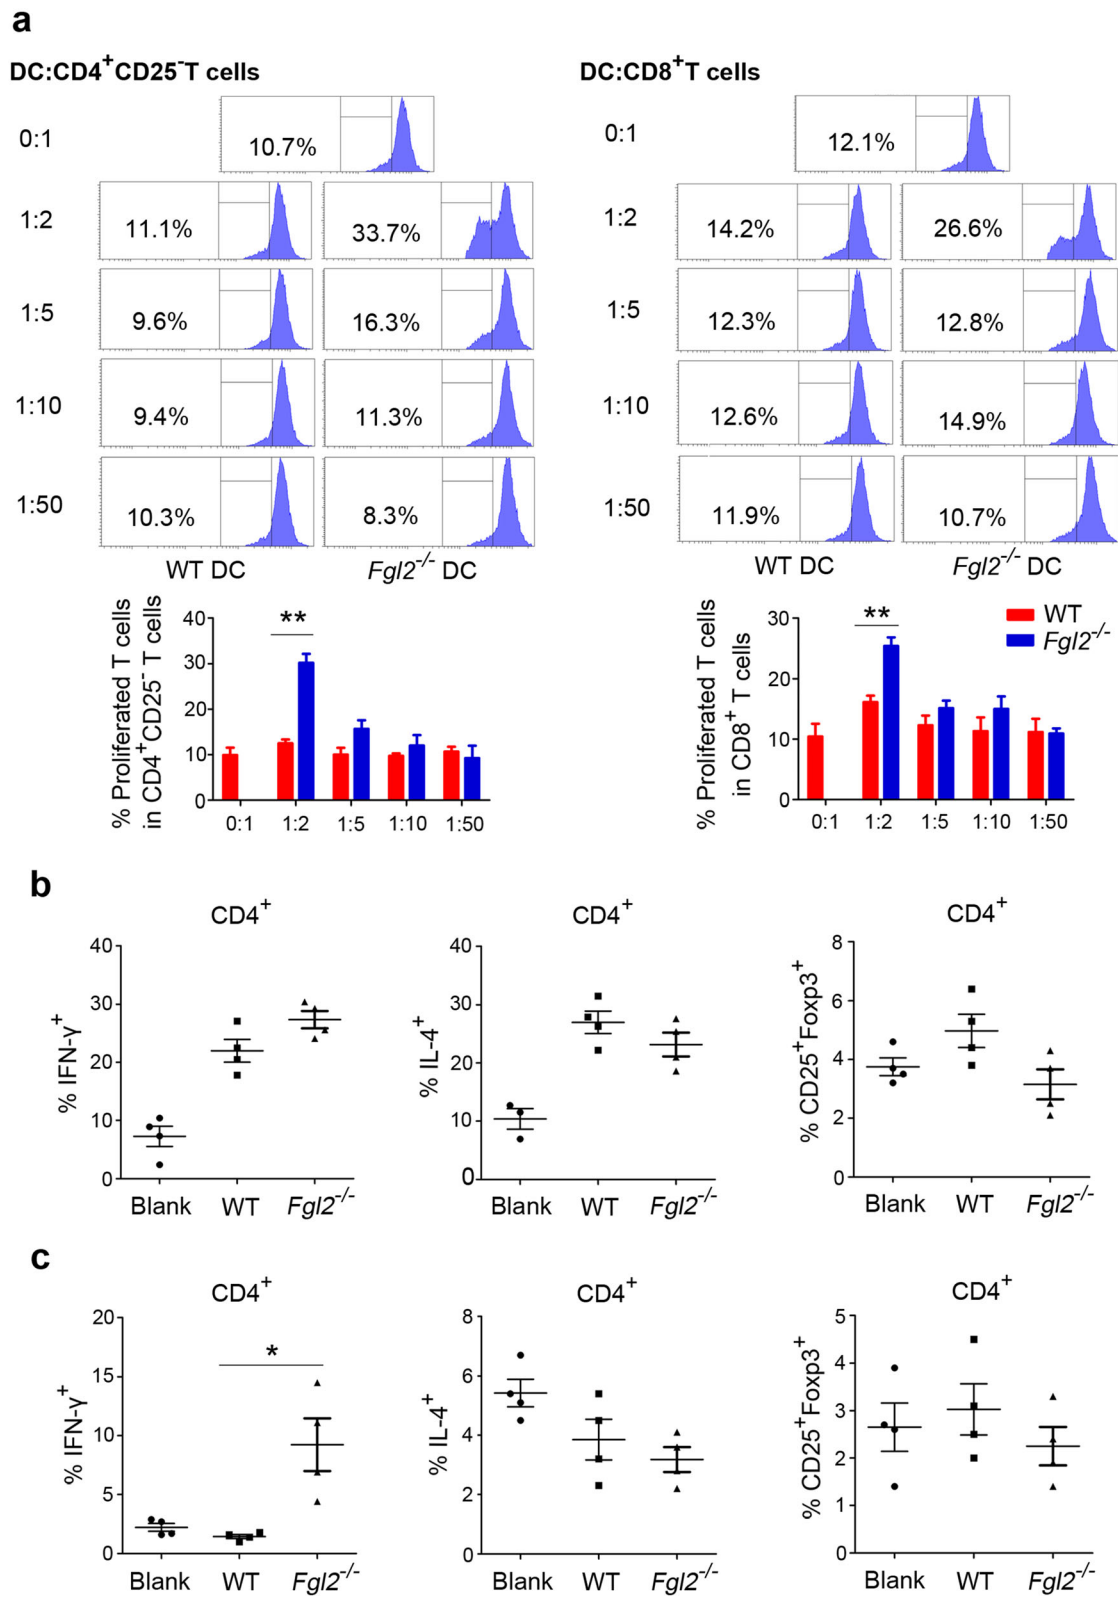 a
DC:CD4⁺CD25⁻T cells
0:1
10.7%
1:2
11.1%
33.7%
1:5
9.6%
16.3%
1:10
9.4%
11.3%
1:50
10.3%
8.3%
WT DC
Fgl2⁻/⁻ DC
% Proliferated T cells
in CD4⁺CD25⁻ T cells
40
30
20
10
0
**
0:1 1:2 1:5 1:10 1:50
DC:CD8⁺T cells
0:1
12.1%
1:2
14.2%
26.6%
1:5
12.3%
12.8%
1:10
12.6%
14.9%
1:50
11.9%
10.7%
WT DC
Fgl2⁻/⁻ DC
% Proliferated T cells
in CD8⁺ T cells
30
20
10
0
**
WT
Fgl2⁻/⁻
0:1 1:2 1:5 1:10 1:50
b
CD4⁺
% IFN-γ⁺
40
30
20
10
0
Blank WT Fgl2⁻/⁻
CD4⁺
% IL-4⁺
40
30
20
10
0
Blank WT Fgl2⁻/⁻
CD4⁺
% CD25⁺Foxp3⁺
8
6
4
2
0
Blank WT Fgl2⁻/⁻
c
CD4⁺
% IFN-γ⁺
20
15
10
5
0
*
Blank WT Fgl2⁻/⁻
CD4⁺
% IL-4⁺
8
6
4
2
0
Blank WT Fgl2⁻/⁻
CD4⁺
% CD25⁺Foxp3⁺
5
4
3
2
1
0
Blank WT Fgl2⁻/⁻